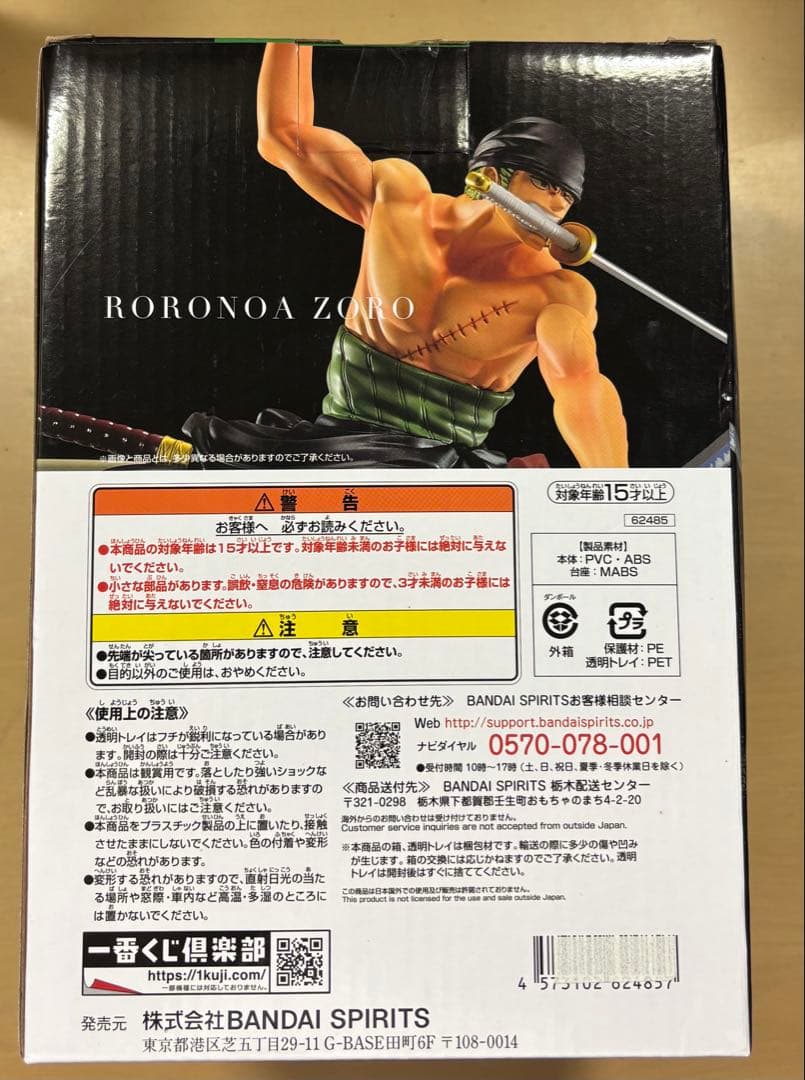 RORONOA ZORO
※画像と商品とは、多少異なる場合がありますのでご了承ください。
警告
お客様へ 必ずお読みください。
●本商品の対象年齢は15才以上です。対象年齢未満のお子様には絶対に与えな
いでください。
●小さな部品があります。誤飲・窒息の危険がありますので、3才未満のお子様には
絶対に与えないでください。
注意
●先端が尖っている箇所がありますので、注意してください。
●目的以外のご使用は、おやめください。
対象年齢15才以上
62485
【製品素材】
本体:PVC・ABS
台座:MABS
ダンボール
外箱
プラ
保護材:PE
透明トレイ:PET
《使用上の注意》
●透明トレイはフチが鋭利になっている場合があり
ます。開封の際は十分ご注意ください。
●本商品は観賞用です。落としたり強いショックな
ど乱暴な扱いにより破損する恐れがありますの
で、お取り扱いにはご注意ください。
●本商品をプラスチック製品の上に置いたり、接触
させたままにしないでください。色の付着や変形
などの恐れがあります。
●変形する恐れがありますので、直射日光の当た
る場所や窓際・車内など高温・多湿のところに
は置かないでください。
《お問い合わせ先》 BANDAI SPIRITSお客様相談センター
Web http://support.bandaispirits.co.jp
ナビダイヤル 0570-078-001
●受付時間 10時〜17時(土、日、祝日、夏季・冬季休業日を除く)
《商品送付先》 BANDAI SPIRITS 栃木配送センター
〒321-0298 栃木県下都賀郡壬生町おもちゃのまち4-2-20
海外からのお問い合わせは受け付けておりません。
Customer service inquiries are not accepted from outside Japan.
※本商品の箱、透明トレイは梱包材です。輸送の際に多少の傷や凹み
が生じます。箱の交換には応じかねますのでご了承ください。透明
トレイは開封後はすぐに捨ててください。
この商品は日本国外での使用及び販売は許諾されておりません。
This product is not licensed for the use and sale outside Japan.
一番くじ倶楽部
https://1kuji.com/
一部機種には対応しておりません。
4 573102 624857
発売元 株式会社BANDAI SPIRITS
東京都港区芝五丁目29-11 G-BASE田町6F 〒108-0014